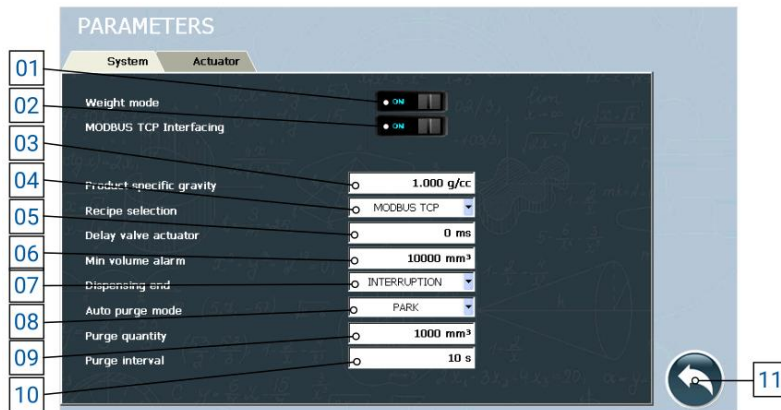 PARAMETERS
System Actuator
01
Weight mode ON
02
MODBUS TCP Interfacing ON
03
04
Product specific gravity 1.000 g/cc
Recipe selection MODBUS TCP
05
Delay valve actuator 0 ms
06
Min volume alarm 10000 mm³
07
Dispensing end INTERRUPTION
08
Auto purge mode PARK
09
Purge quantity 1000 mm³
Purge interval 10 s
10
11